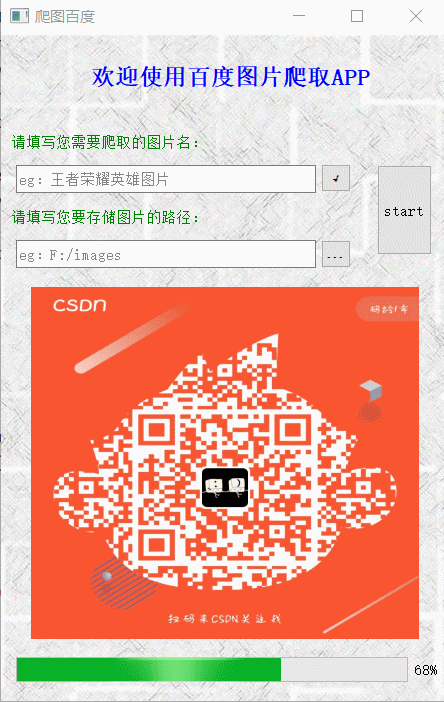 爬图百度
欢迎使用百度图片爬取APP
请填写您需要爬取的图片名：
eg：王者荣耀英雄图片
√
start
请填写您要存储图片的路径：
eg：F:/images
...
CSDN
码龄1年
扫码来CSDN关注我
68%